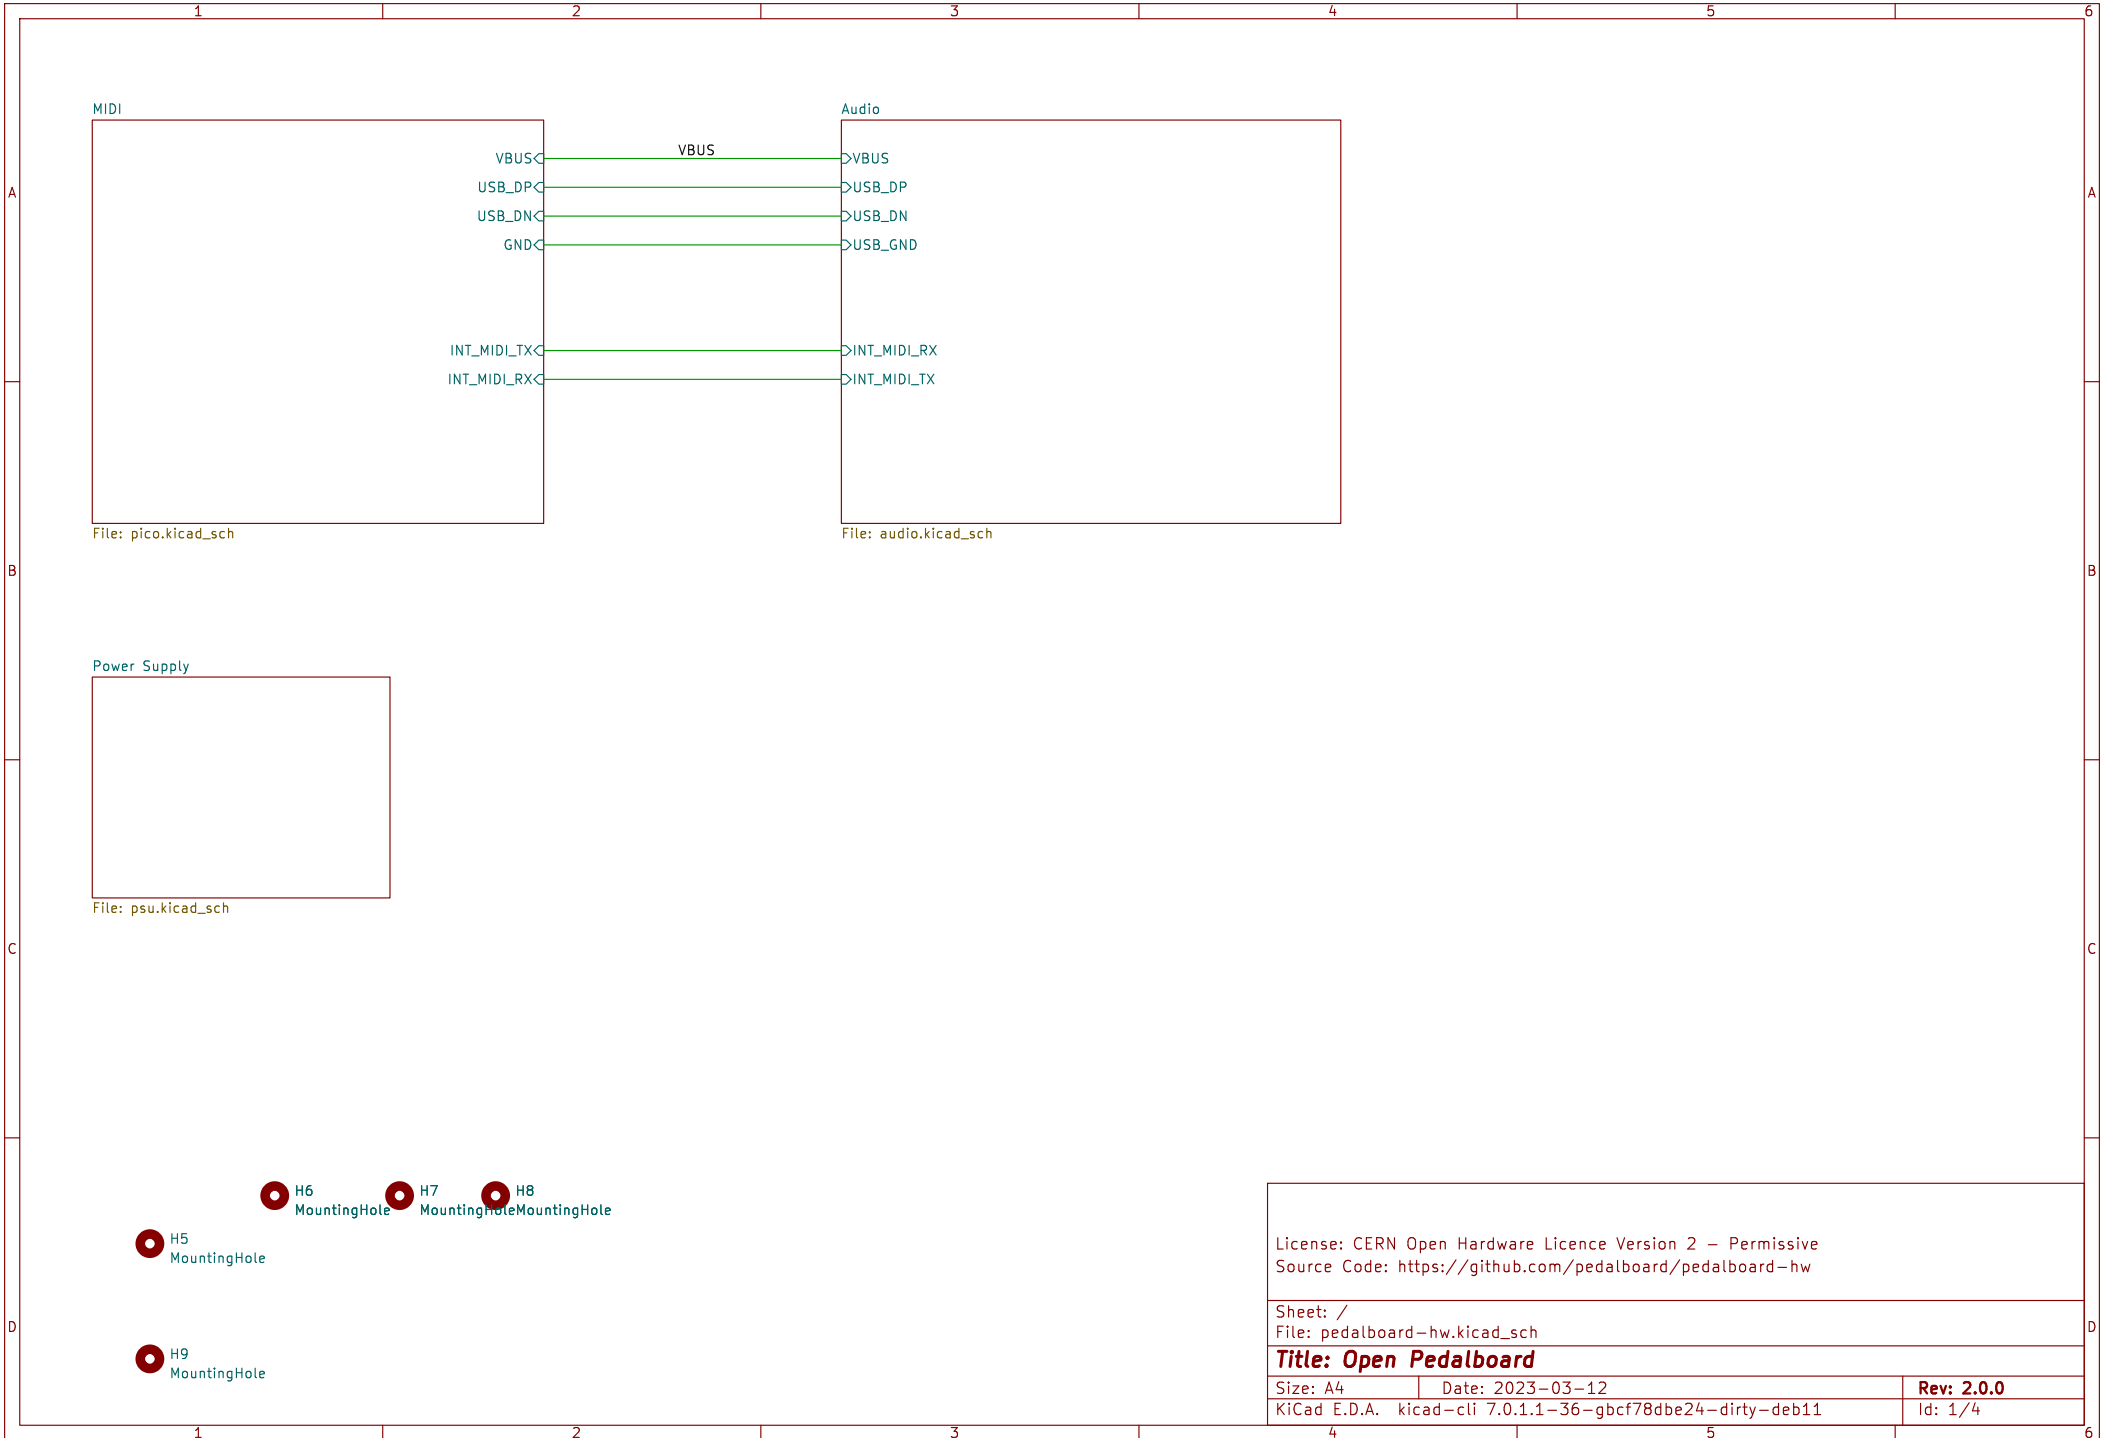 1 2 3 4 5 6
MIDI
Audio
VBUS
VBUS
VBUS
USB_DP
USB_DP
A
A
USB_DN
USB_DN
GND
USB_GND
INT_MIDI_TX
INT_MIDI_RX
INT_MIDI_RX
INT_MIDI_TX
File: pico.kicad_sch
File: audio.kicad_sch
B
B
Power Supply
File: psu.kicad_sch
C
C
H6
MountingHole
H7
MountingHole
H8
MountingHole
H5
MountingHole
License: CERN Open Hardware Licence Version 2 - Permissive
Source Code: https://github.com/pedalboard/pedalboard-hw
Sheet: /
D
D
File: pedalboard-hw.kicad_sch
H9
MountingHole
Title: Open Pedalboard
Size: A4
Date: 2023-03-12
Rev: 2.0.0
KiCad E.D.A. kicad-cli 7.0.1.1-36-gbcf78dbe24-dirty-deb11
Id: 1/4
1 2 3 4 5 6